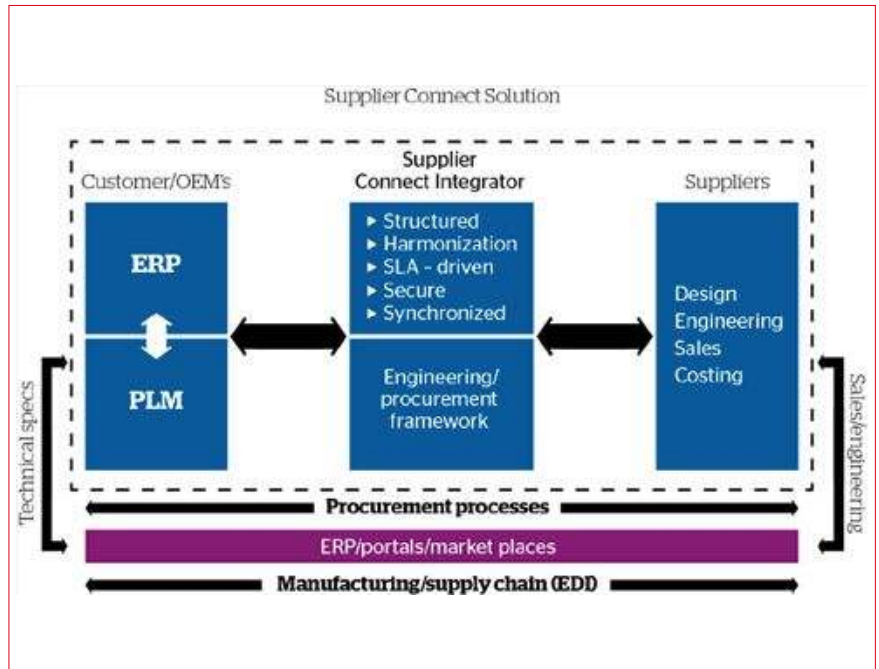 Supplier Connect Solution
Customer/OEM's
Supplier
Connect Integrator
Suppliers
ERP
PLM
▸ Structured
▸ Harmonization
▸ SLA – driven
▸ Secure
▸ Synchronized
Engineering/
procurement
framework
Design
Engineering
Sales
Costing
Technical specs
Sales/engineering
Procurement processes
ERP/portals/market places
Manufacturing/supply chain (EDI)